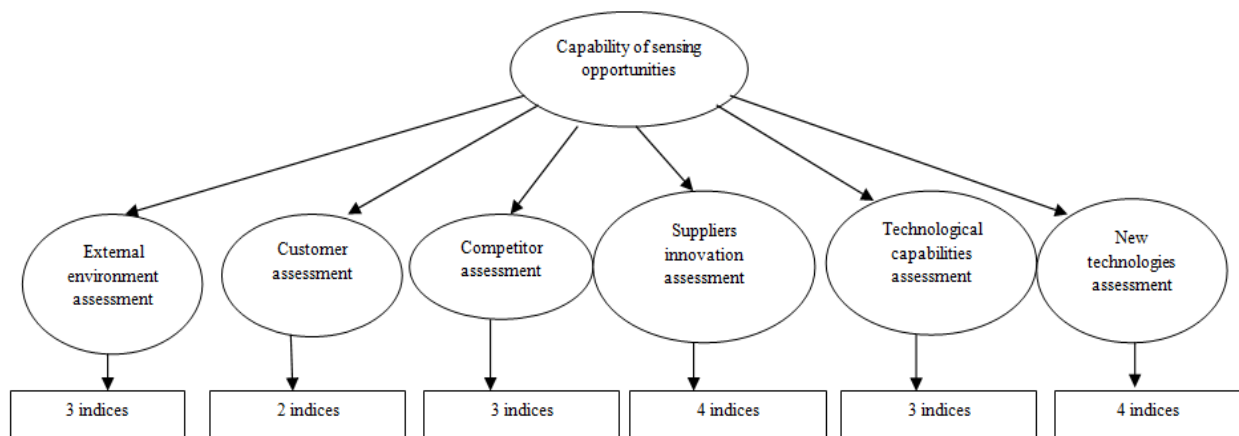 Capability of sensing
opportunities
External
environment
assessment
Customer
assessment
Competitor
assessment
Suppliers
innovation
assessment
Technological
capabilities
assessment
New
technologies
assessment
3 indices
2 indices
3 indices
4 indices
3 indices
4 indices